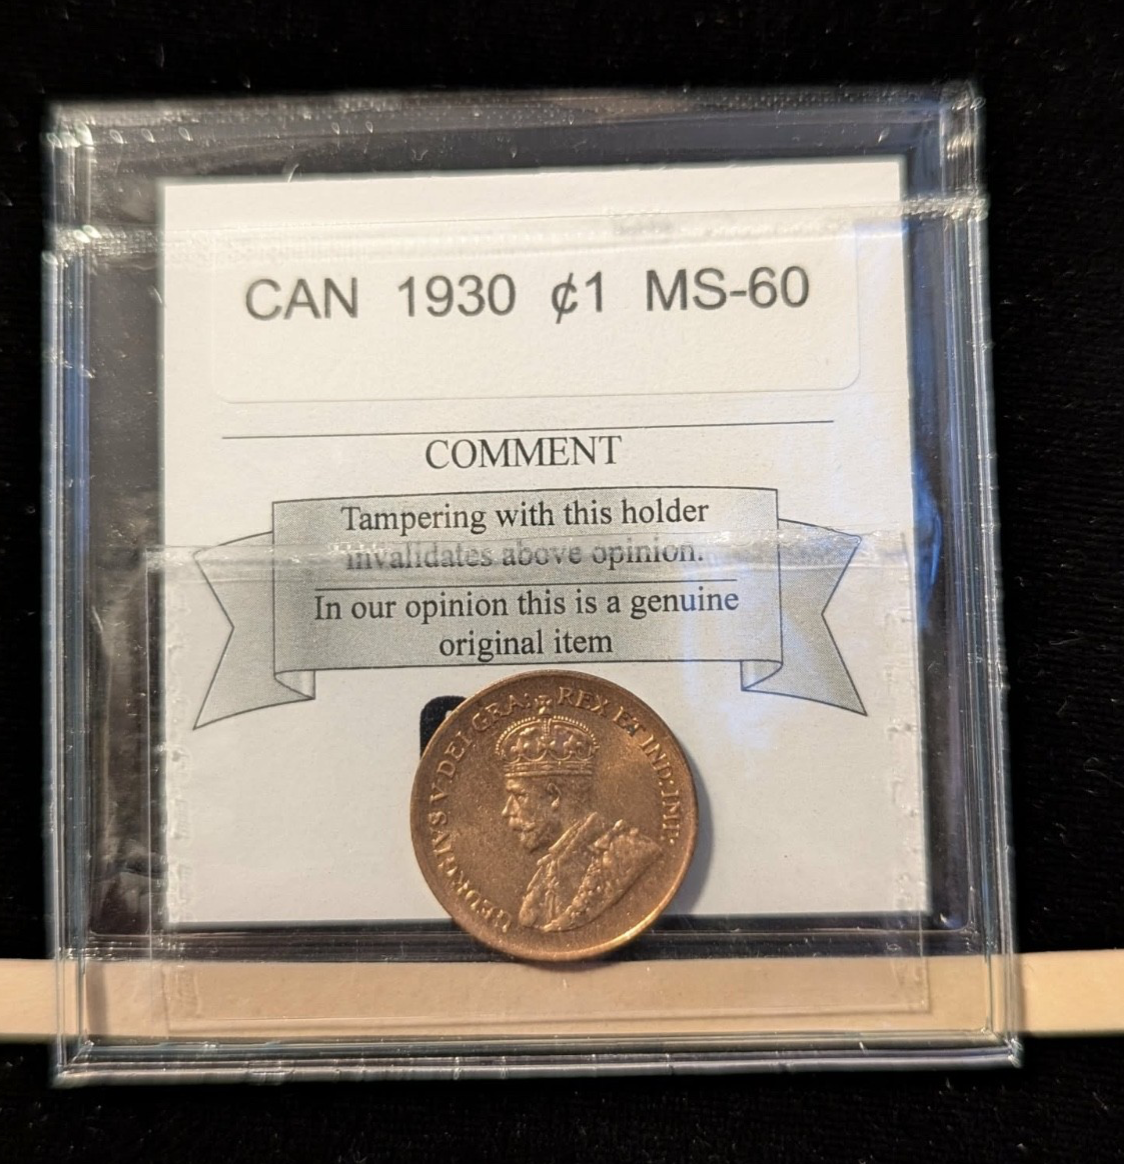 CAN 1930 ¢1 MS-60
COMMENT
Tampering with this holder
invalidates above opinion.
In our opinion this is a genuine
original item
GEORGIVS V DEI GRA: REX ET IND: IMP: